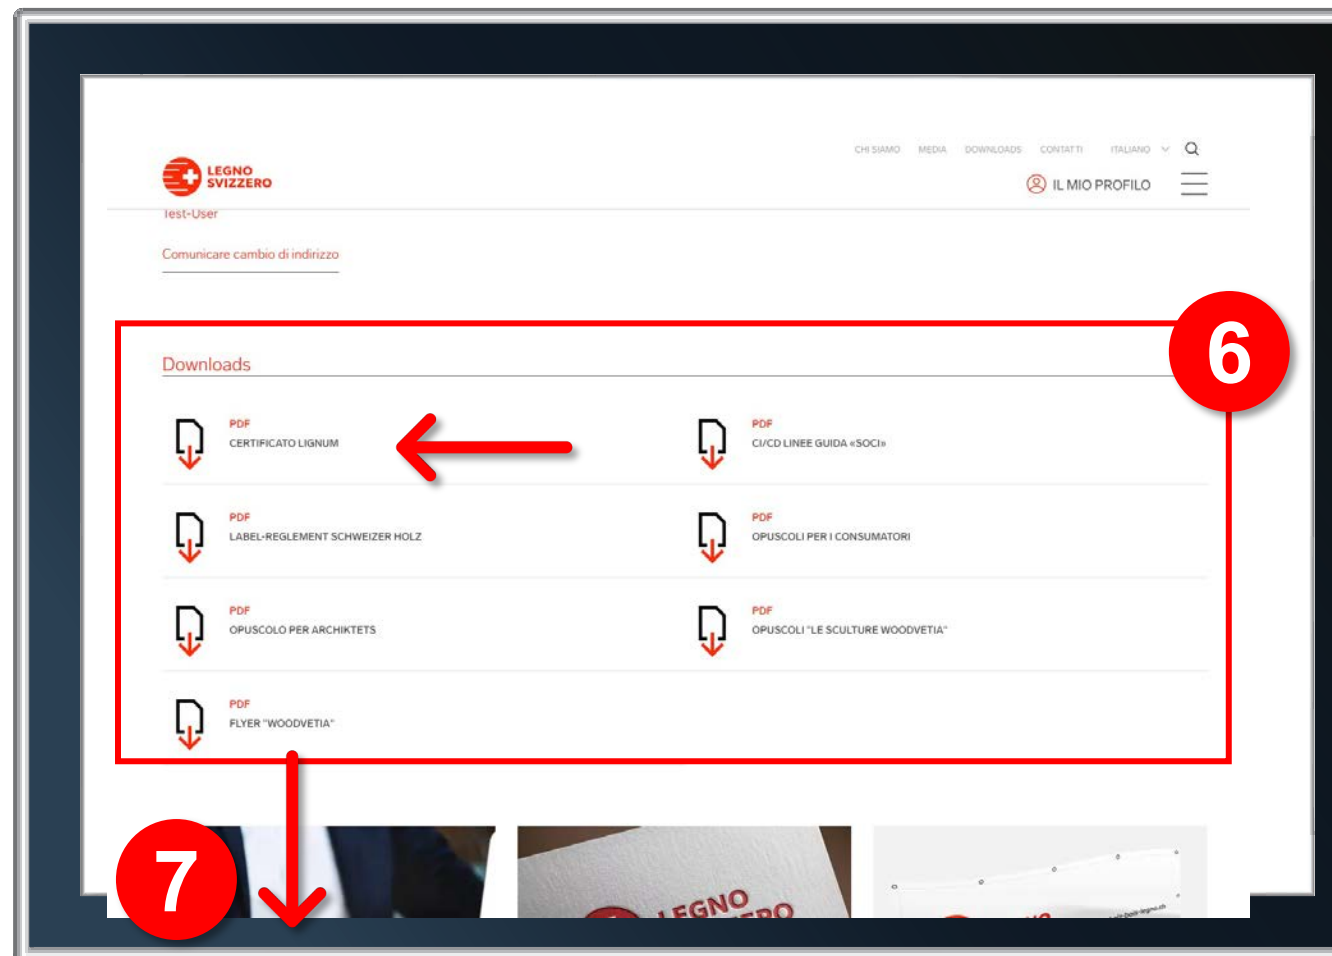 CHI SIAMO MEDIA DOWNLOADS CONTATTI ITALIANO
LEGNO
SVIZZERO
IL MIO PROFILO
Test-User
Comunicare cambio di indirizzo
6
Downloads
PDF
CERTIFICATO LIGNUM
PDF
CI/CD LINEE GUIDA «SOCI»
PDF
LABEL-REGLEMENT SCHWEIZER HOLZ
PDF
OPUSCOLI PER I CONSUMATORI
PDF
OPUSCOLO PER ARCHIKTETS
PDF
OPUSCOLI "LE SCULTURE WOODVETIA"
PDF
FLYER "WOODVETIA"
7
LEGNO